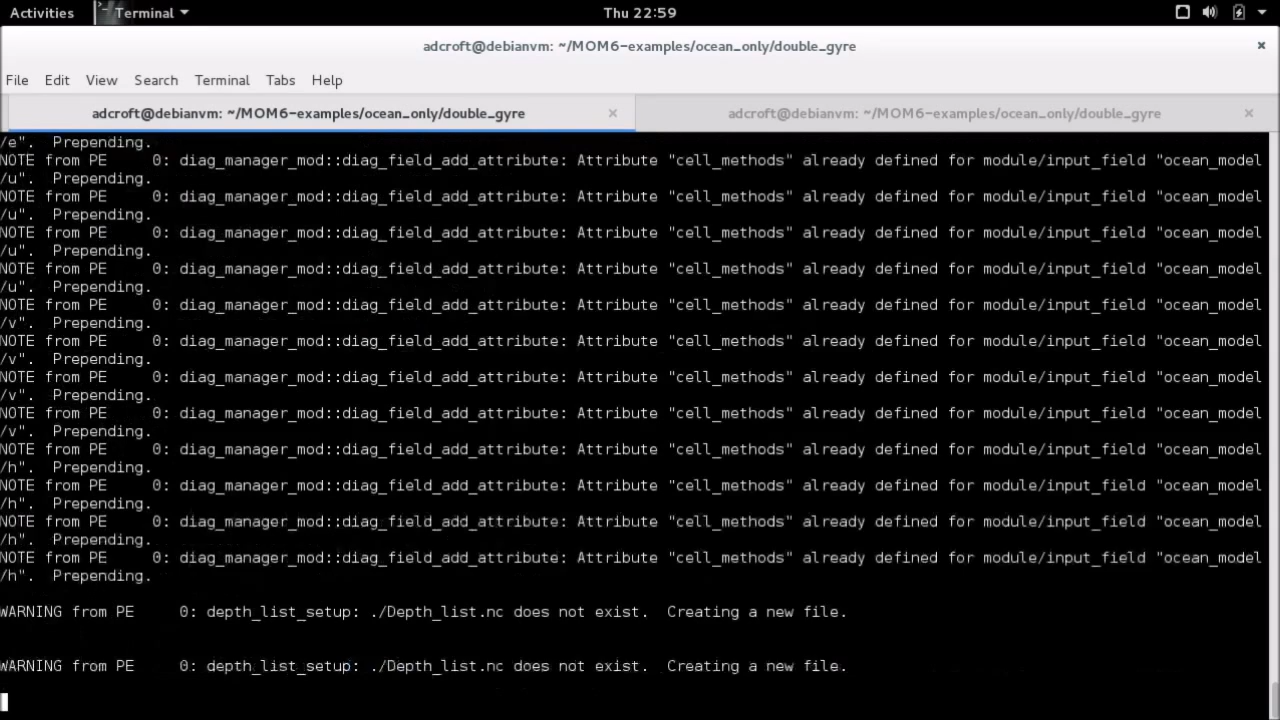 Activities Terminal Thu 22:59
adcroft@debianvm: ~/MOM6-examples/ocean_only/double_gyre
File Edit View Search Terminal Tabs Help
adcroft@debianvm: ~/MOM6-examples/ocean_only/double_gyre adcroft@debianvm: ~/MOM6-examples/ocean_only/double_gyre
/e".  Prepending.
NOTE from PE     0: diag_manager_mod::diag_field_add_attribute: Attribute "cell_methods" already defined for module/input_field "ocean_model
/u".  Prepending.
NOTE from PE     0: diag_manager_mod::diag_field_add_attribute: Attribute "cell_methods" already defined for module/input_field "ocean_model
/u".  Prepending.
NOTE from PE     0: diag_manager_mod::diag_field_add_attribute: Attribute "cell_methods" already defined for module/input_field "ocean_model
/u".  Prepending.
NOTE from PE     0: diag_manager_mod::diag_field_add_attribute: Attribute "cell_methods" already defined for module/input_field "ocean_model
/u".  Prepending.
NOTE from PE     0: diag_manager_mod::diag_field_add_attribute: Attribute "cell_methods" already defined for module/input_field "ocean_model
/v".  Prepending.
NOTE from PE     0: diag_manager_mod::diag_field_add_attribute: Attribute "cell_methods" already defined for module/input_field "ocean_model
/v".  Prepending.
NOTE from PE     0: diag_manager_mod::diag_field_add_attribute: Attribute "cell_methods" already defined for module/input_field "ocean_model
/v".  Prepending.
NOTE from PE     0: diag_manager_mod::diag_field_add_attribute: Attribute "cell_methods" already defined for module/input_field "ocean_model
/v".  Prepending.
NOTE from PE     0: diag_manager_mod::diag_field_add_attribute: Attribute "cell_methods" already defined for module/input_field "ocean_model
/h".  Prepending.
NOTE from PE     0: diag_manager_mod::diag_field_add_attribute: Attribute "cell_methods" already defined for module/input_field "ocean_model
/h".  Prepending.
NOTE from PE     0: diag_manager_mod::diag_field_add_attribute: Attribute "cell_methods" already defined for module/input_field "ocean_model
/h".  Prepending.
NOTE from PE     0: diag_manager_mod::diag_field_add_attribute: Attribute "cell_methods" already defined for module/input_field "ocean_model
/h".  Prepending.
WARNING from PE     0: depth_list_setup: ./Depth_list.nc does not exist.  Creating a new file.
WARNING from PE     0: depth_list_setup: ./Depth_list.nc does not exist.  Creating a new file.